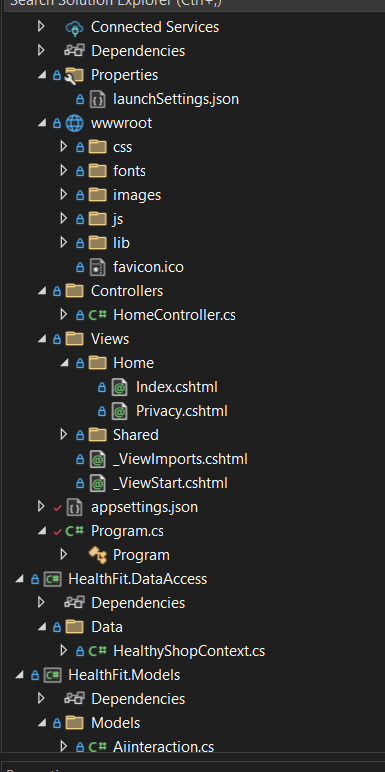 Search Solution Explorer (Ctrl+;)
Connected Services
Dependencies
Properties
launchSettings.json
wwwroot
css
fonts
images
js
lib
favicon.ico
Controllers
C# HomeController.cs
Views
Home
Index.cshtml
Privacy.cshtml
Shared
_ViewImports.cshtml
_ViewStart.cshtml
appsettings.json
C# Program.cs
Program
C# HealthFit.DataAccess
Dependencies
Data
C# HealthyShopContext.cs
C# HealthFit.Models
Dependencies
Models
C# Aiinteraction.cs